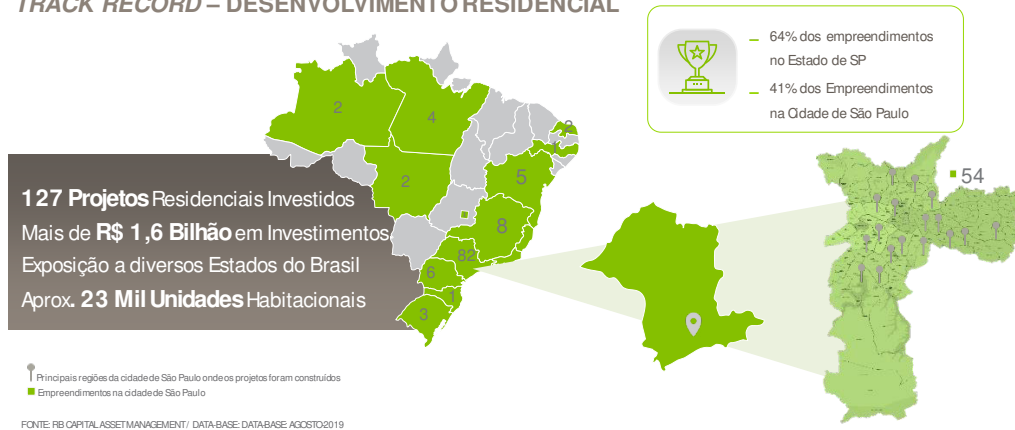 TRACK RECORD – DESENVOLVIMENTO RESIDENCIAL
64% dos empreendimentos
no Estado de SP
41% dos Empreendimentos
na Cidade de São Paulo
2
4
2
1
2
5
54
8
82
6
1
3
127 Projetos Residenciais Investidos
Mais de R$ 1,6 Bilhão em Investimentos
Exposição a diversos Estados do Brasil
Aprox. 23 Mil Unidades Habitacionais
Principais regiões da cidade de São Paulo onde os projetos foram construídos
Empreendimentos na cidade de São Paulo
FONTE: RB CAPITAL ASSET MANAGEMENT / DATA-BASE: DATA-BASE: AGOSTO2019